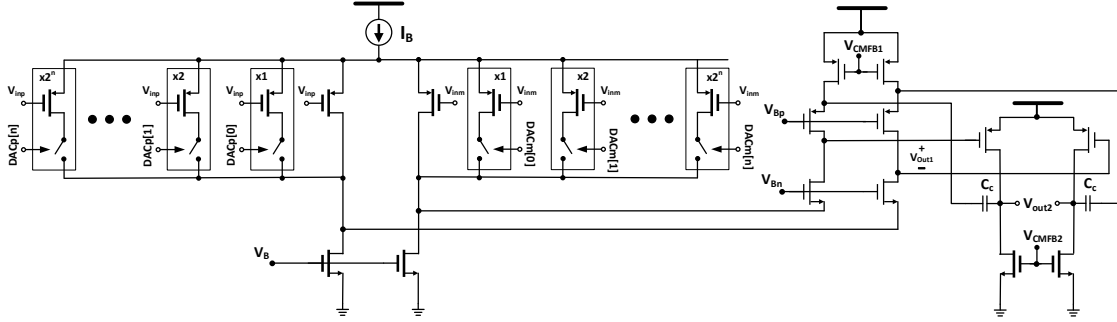 I_B
V_CMFB1
x2^n
x2
x1
x1
x2
x2^n
V_inp
V_inp
V_inp
V_inp
V_inm
V_inm
V_inm
V_inm
DACp[n]
DACp[1]
DACp[0]
DACm[0]
DACm[1]
DACm[n]
V_Bp
+
V_Out1
−
V_Bn
C_c
V_out2
C_c
V_B
V_CMFB2